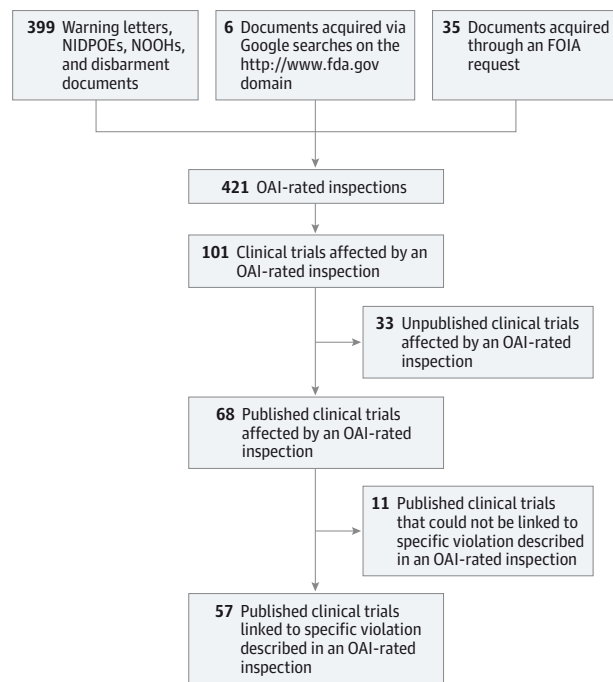 399 Warning letters,
NIDPOEs, NOOHs,
and disbarment
documents
6 Documents acquired via
Google searches on the
http://www.fda.gov
domain
35 Documents acquired
through an FOIA
request
421 OAI-rated inspections
101 Clinical trials affected by an
OAI-rated inspection
33 Unpublished clinical trials
affected by an OAI-rated
inspection
68 Published clinical trials
affected by an OAI-rated
inspection
11 Published clinical trials
that could not be linked to
specific violation described
in an OAI-rated inspection
57 Published clinical trials
linked to specific violation
described in an OAI-rated
inspection